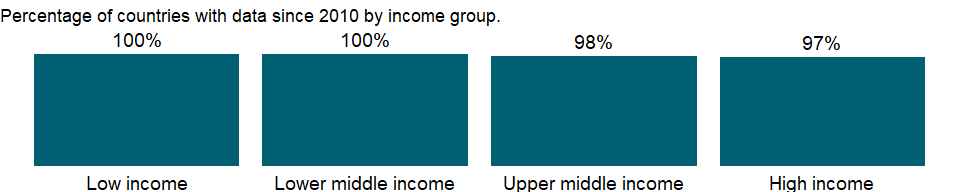 Percentage of countries with data since 2010 by income group.
100% 100% 98% 97%
Low income Lower middle income Upper middle income High income